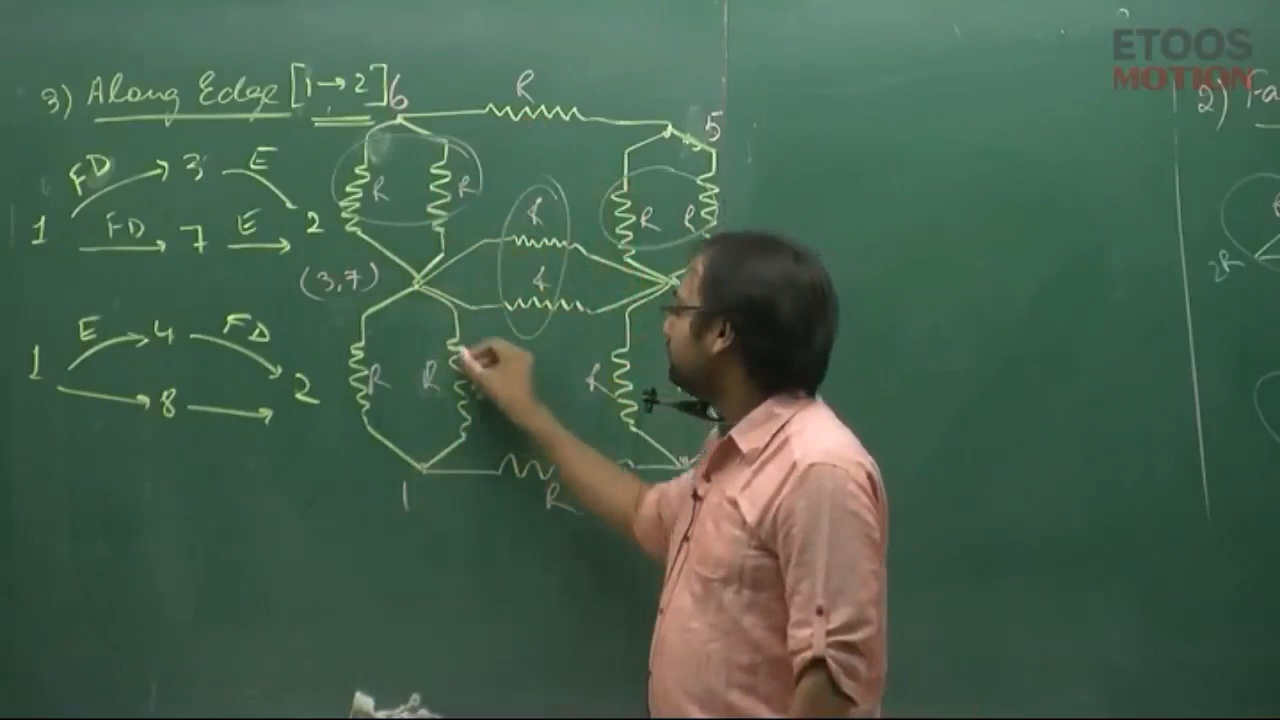 ETOOS
MOTION
3) Along Edge [1→2]
6
R
5
2) Fa
FD → 3 E
1 2
FD → 7 E →
R
R
R
R
R
(3,7)
R
2R
E → 4 FD
1 2
→ 8 →
R
R
R
1
R